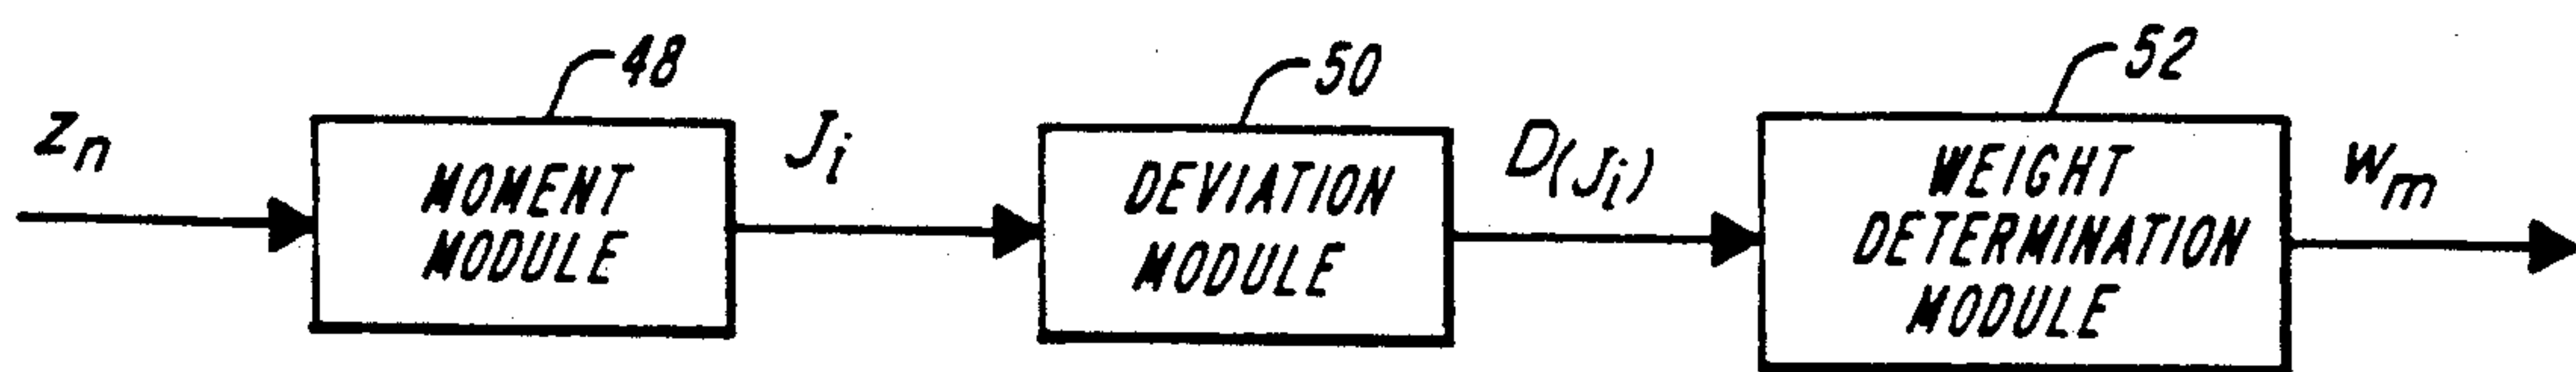 48
50
52
z_n
MOMENT
MODULE
J_i
DEVIATION
MODULE
D(J_i)
WEIGHT
DETERMINATION
MODULE
w_m